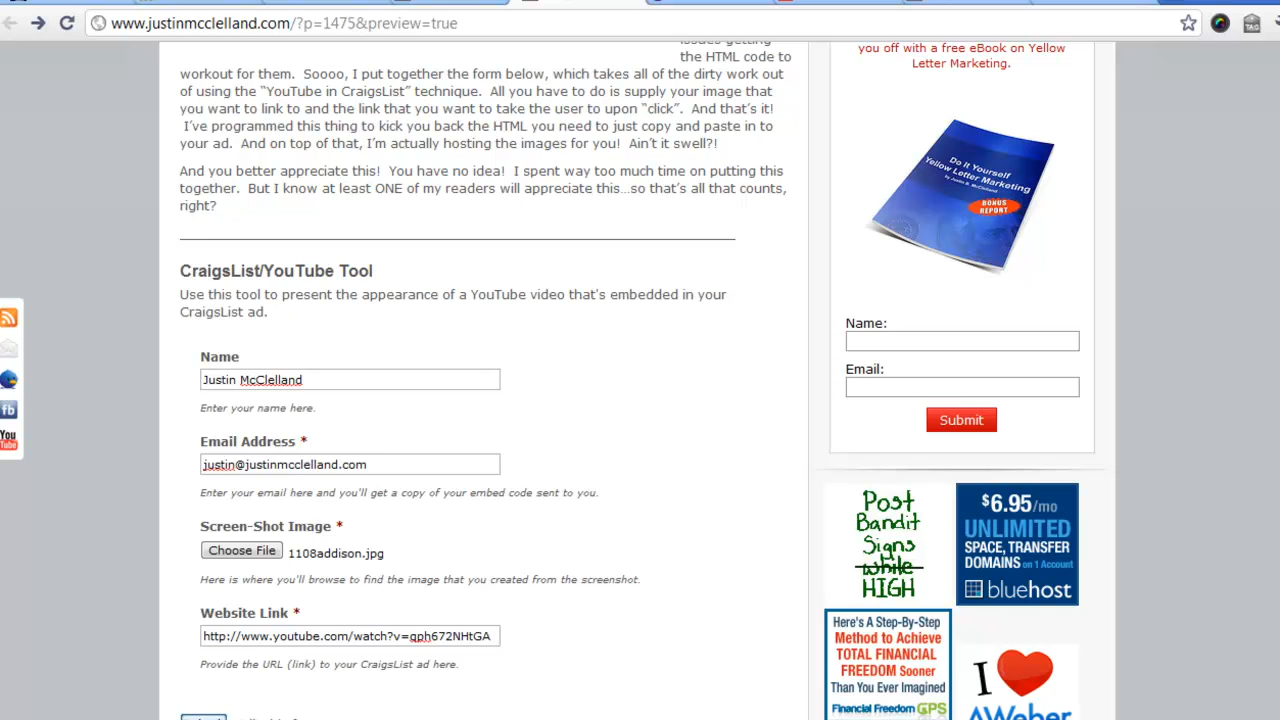 www.justinmcclelland.com/?p=1475&preview=true
the HTML code to
workout for them. Soooo, I put together the form below, which takes all of the dirty work out
of using the "YouTube in CraigsList" technique. All you have to do is supply your image that
you want to link to and the link that you want to take the user to upon "click". And that's it!
I've programmed this thing to kick you back the HTML you need to just copy and paste in to
your ad. And on top of that, I'm actually hosting the images for you! Ain't it swell?!
And you better appreciate this! You have no idea! I spent way too much time on putting this
together. But I know at least ONE of my readers will appreciate this...so that's all that counts,
right?
CraigsList/YouTube Tool
Use this tool to present the appearance of a YouTube video that's embedded in your
CraigsList ad.
Name
Justin McClelland
Enter your name here.
Email Address *
justin@justinmcclelland.com
Enter your email here and you'll get a copy of your embed code sent to you.
Screen-Shot Image *
Choose File 1108addison.jpg
Here is where you'll browse to find the image that you created from the screenshot.
Website Link *
http://www.youtube.com/watch?v=qph672NHtGA
Provide the URL (link) to your CraigsList ad here.
you off with a free eBook on Yellow
Letter Marketing.
Do It Yourself
Yellow Letter Marketing
by Justin R. McClelland
BONUS
REPORT
Name:
Email:
Submit
Post
Bandit
Signs
while
HIGH
$6.95/mo
UNLIMITED
SPACE, TRANSFER
DOMAINS on 1 Account
bluehost
Here's A Step-By-Step
Method to Achieve
TOTAL FINANCIAL
FREEDOM Sooner
Than You Ever Imagined
Financial Freedom GPS
I
AWeber
fb
You
Tube
TAG